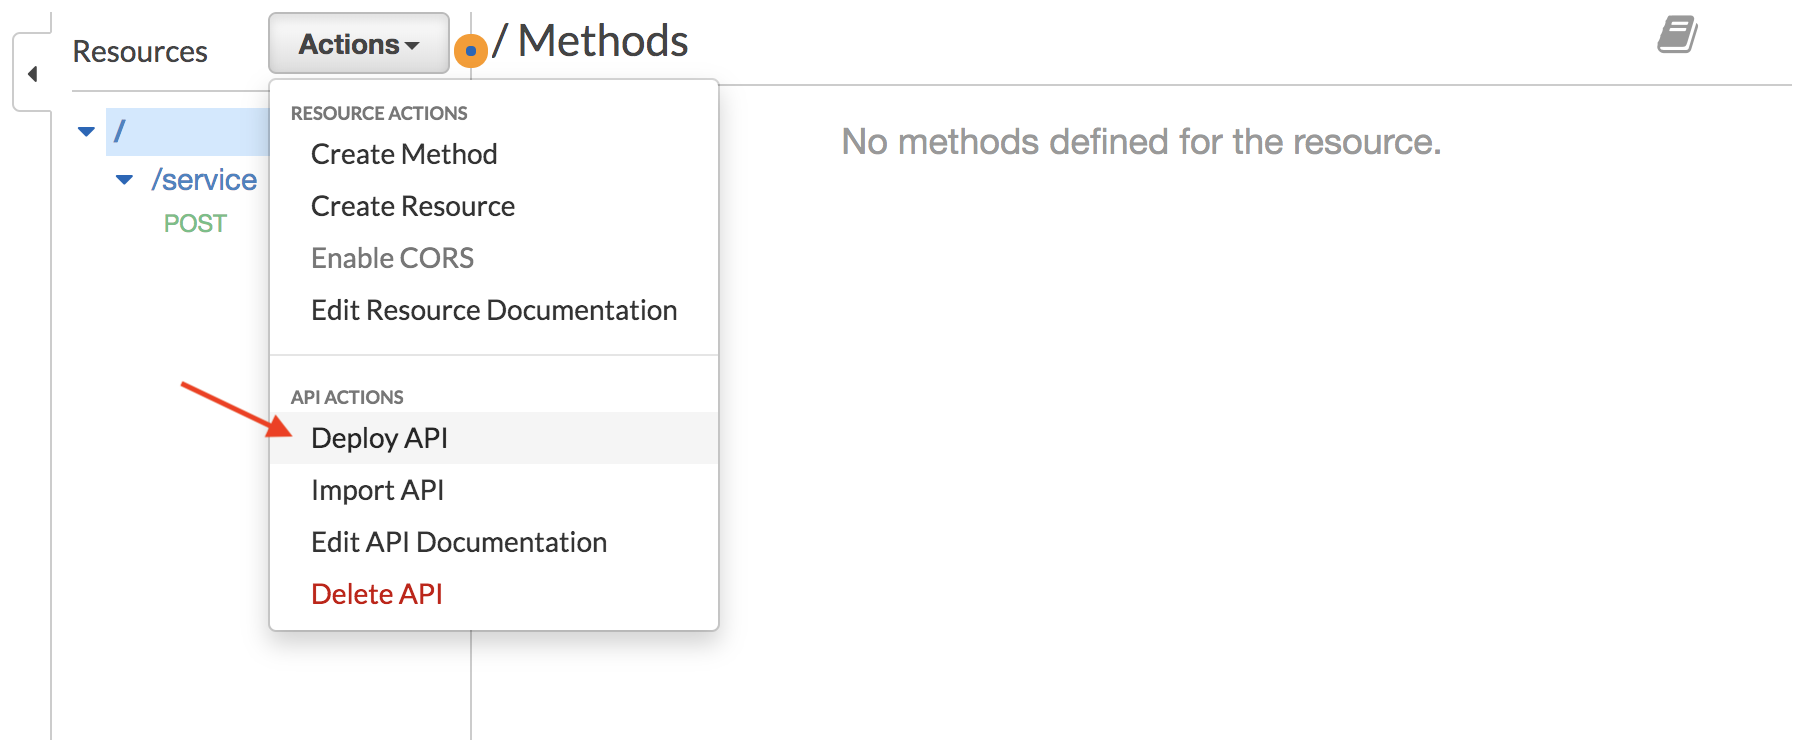 Resources
Actions
/ Methods
/
/service
POST
RESOURCE ACTIONS
Create Method
Create Resource
Enable CORS
Edit Resource Documentation
API ACTIONS
Deploy API
Import API
Edit API Documentation
Delete API
No methods defined for the resource.